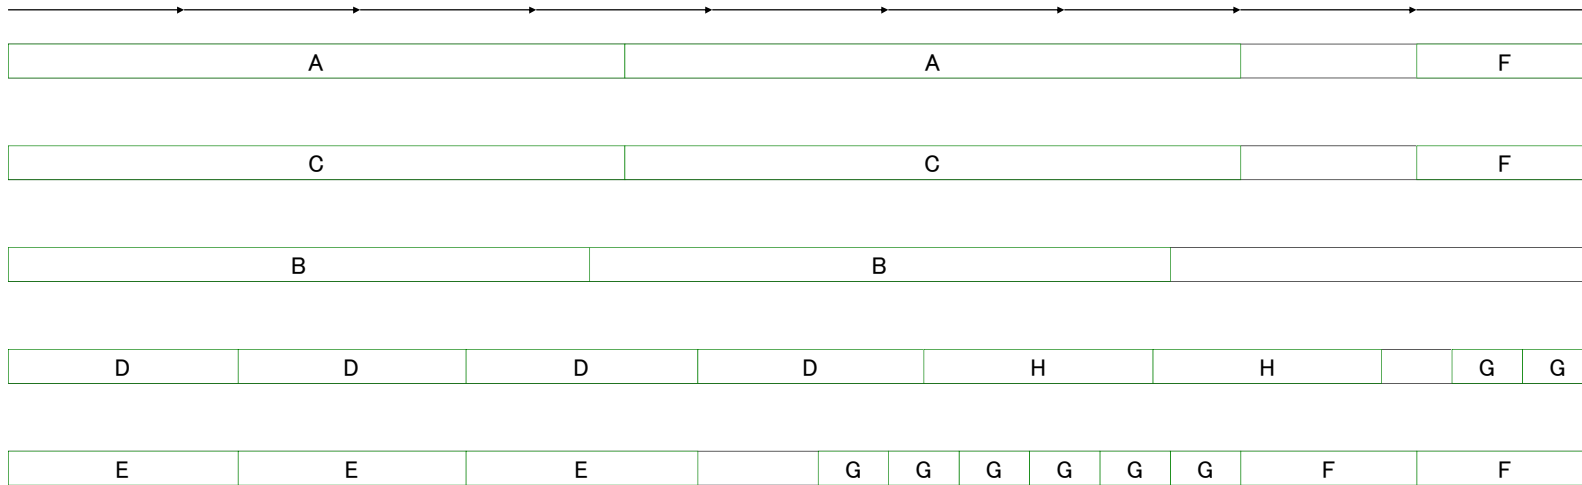 A A F
C C F
B B
D D D D H H G G
E E E G G G G G G F F